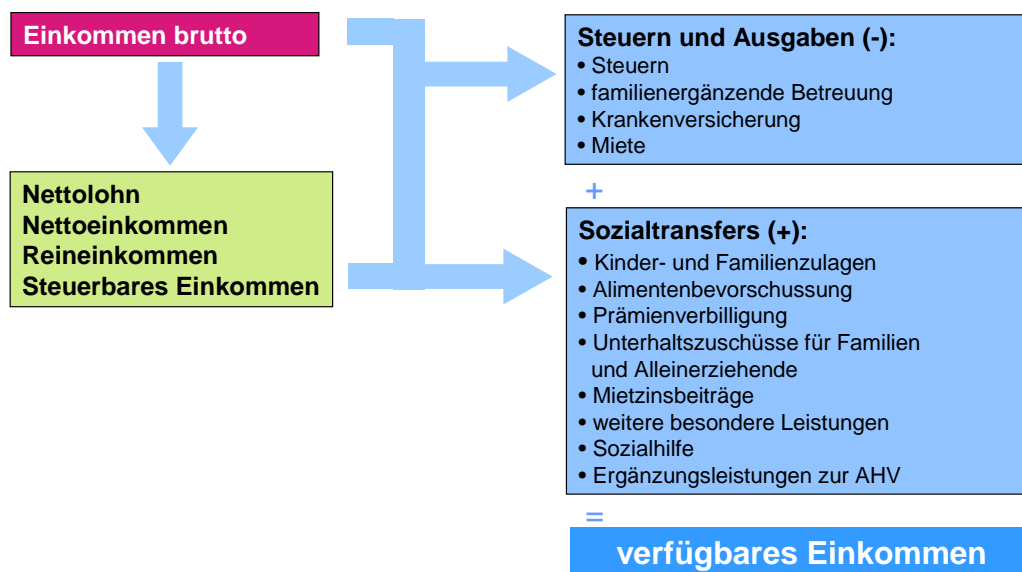 Einkommen brutto
Nettolohn
Nettoeinkommen
Reineinkommen
Steuerbares Einkommen
Steuern und Ausgaben (-):
• Steuern
• familienergänzende Betreuung
• Krankenversicherung
• Miete
+
Sozialtransfers (+):
• Kinder- und Familienzulagen
• Alimentenbevorschussung
• Prämienverbilligung
• Unterhaltszuschüsse für Familien
und Alleinerziehende
• Mietzinsbeiträge
• weitere besondere Leistungen
• Sozialhilfe
• Ergänzungsleistungen zur AHV
=
verfügbares Einkommen